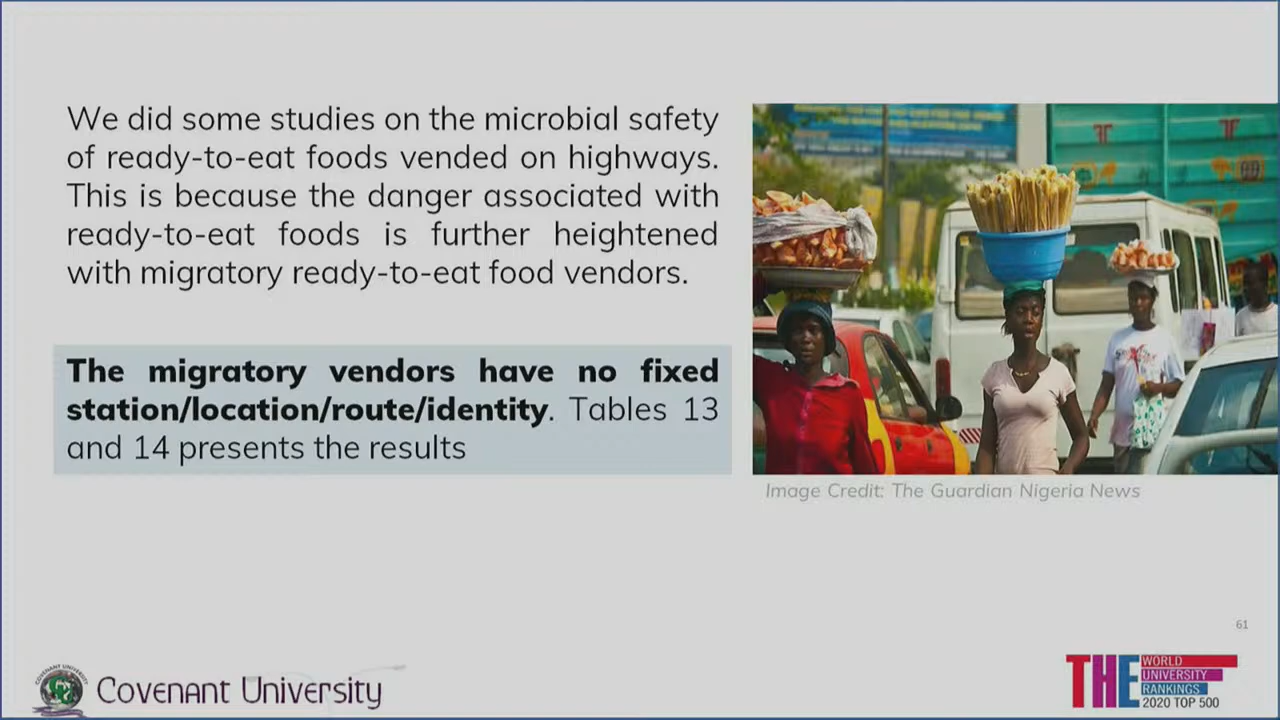 We did some studies on the microbial safety
of ready-to-eat foods vended on highways.
This is because the danger associated with
ready-to-eat foods is further heightened
with migratory ready-to-eat food vendors.
The migratory vendors have no fixed
station/location/route/identity. Tables 13
and 14 presents the results
Image Credit: The Guardian Nigeria News
61
Covenant University
THE
WORLD
UNIVERSITY
RANKINGS
2020 TOP 500